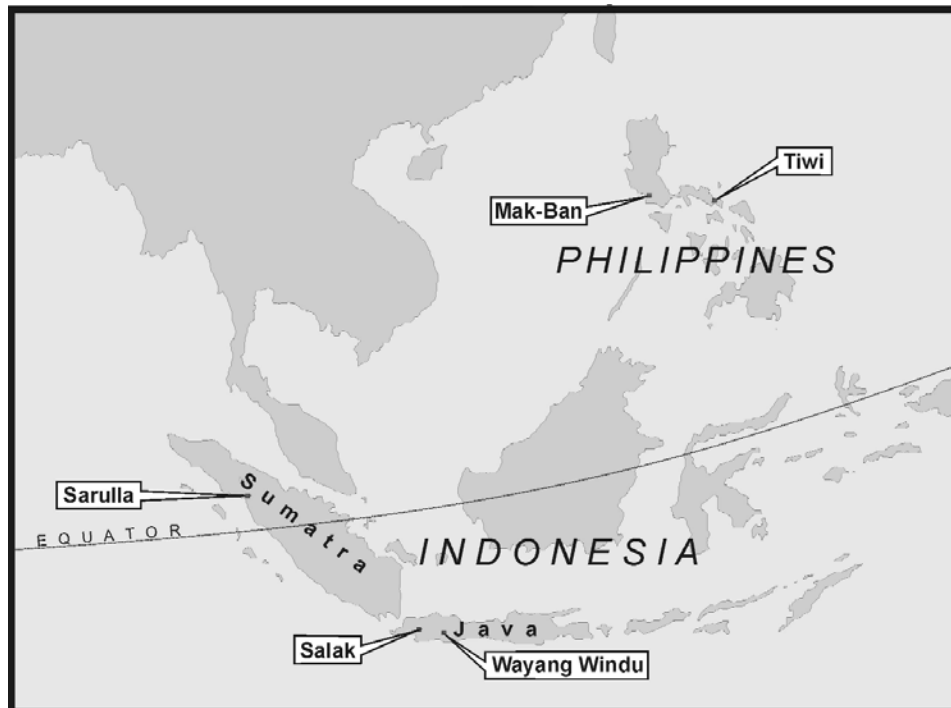 Tiwi
Mak-Ban
PHILIPPINES
Sarulla
Sumatra
EQUATOR
INDONESIA
Java
Salak
Wayang Windu